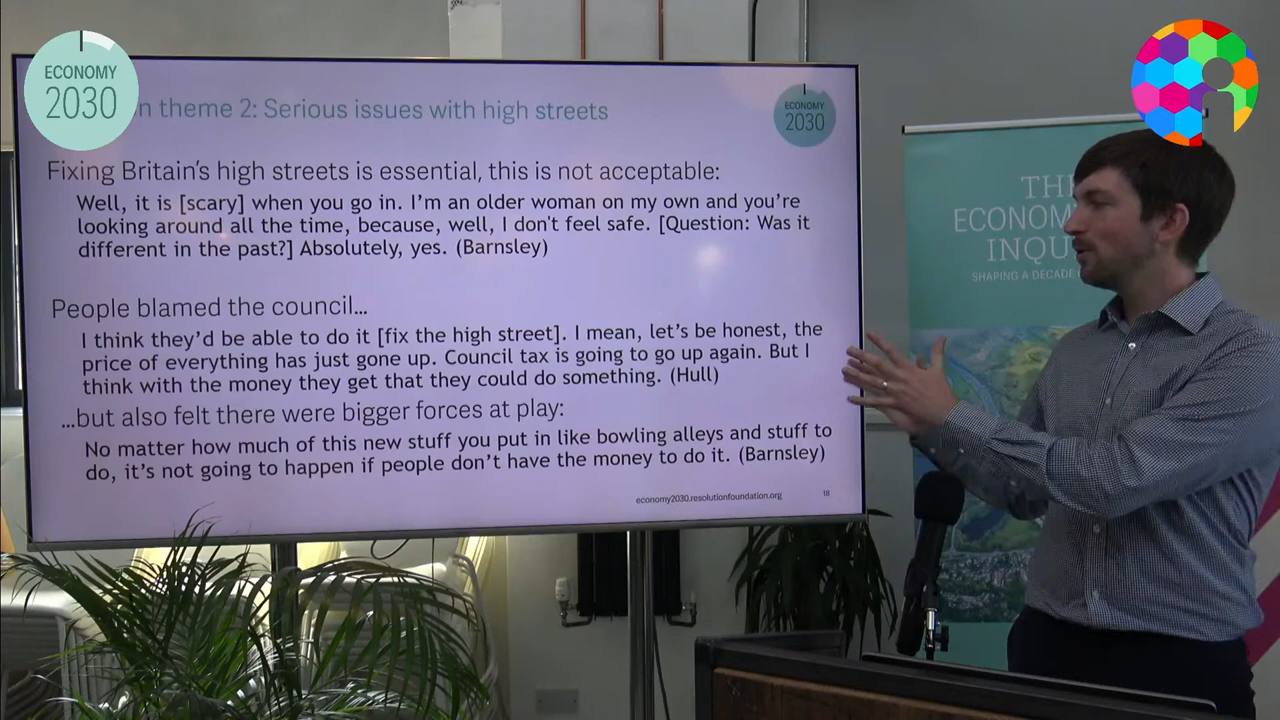 ECONOMY
2030
n theme 2: Serious issues with high streets
ECONOMY
2030
Fixing Britain's high streets is essential, this is not acceptable:
Well, it is [scary] when you go in. I'm an older woman on my own and you're
looking around all the time, because, well, I don't feel safe. [Question: Was it
different in the past?] Absolutely, yes. (Barnsley)
People blamed the council...
I think they'd be able to do it [fix the high street]. I mean, let's be honest, the
price of everything has just gone up. Council tax is going to go up again. But I
think with the money they get that they could do something. (Hull)
...but also felt there were bigger forces at play:
No matter how much of this new stuff you put in like bowling alleys and stuff to
do, it's not going to happen if people don't have the money to do it. (Barnsley)
economy2030.resolutionfoundation.org
18
TH
ECONOM
INQU
SHAPING A DECADE